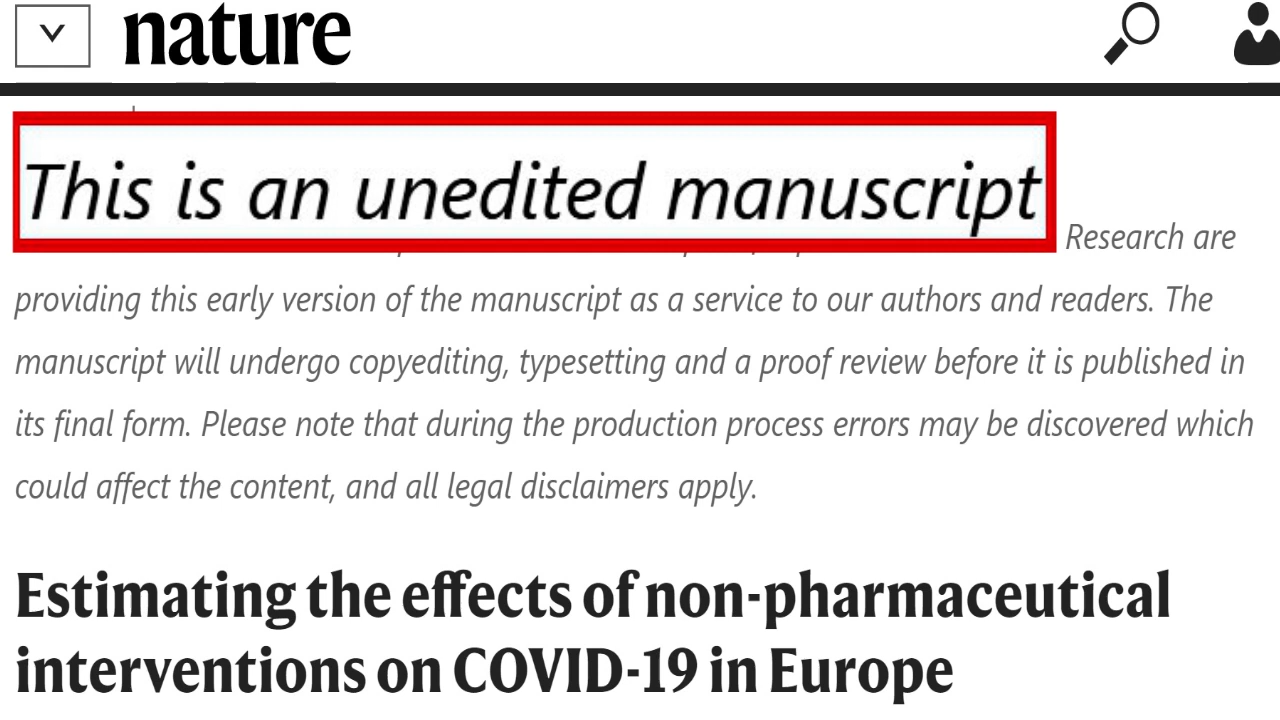 nature
This is an unedited manuscript
Research are
providing this early version of the manuscript as a service to our authors and readers. The
manuscript will undergo copyediting, typesetting and a proof review before it is published in
its final form. Please note that during the production process errors may be discovered which
could affect the content, and all legal disclaimers apply.
Estimating the effects of non-pharmaceutical
interventions on COVID-19 in Europe